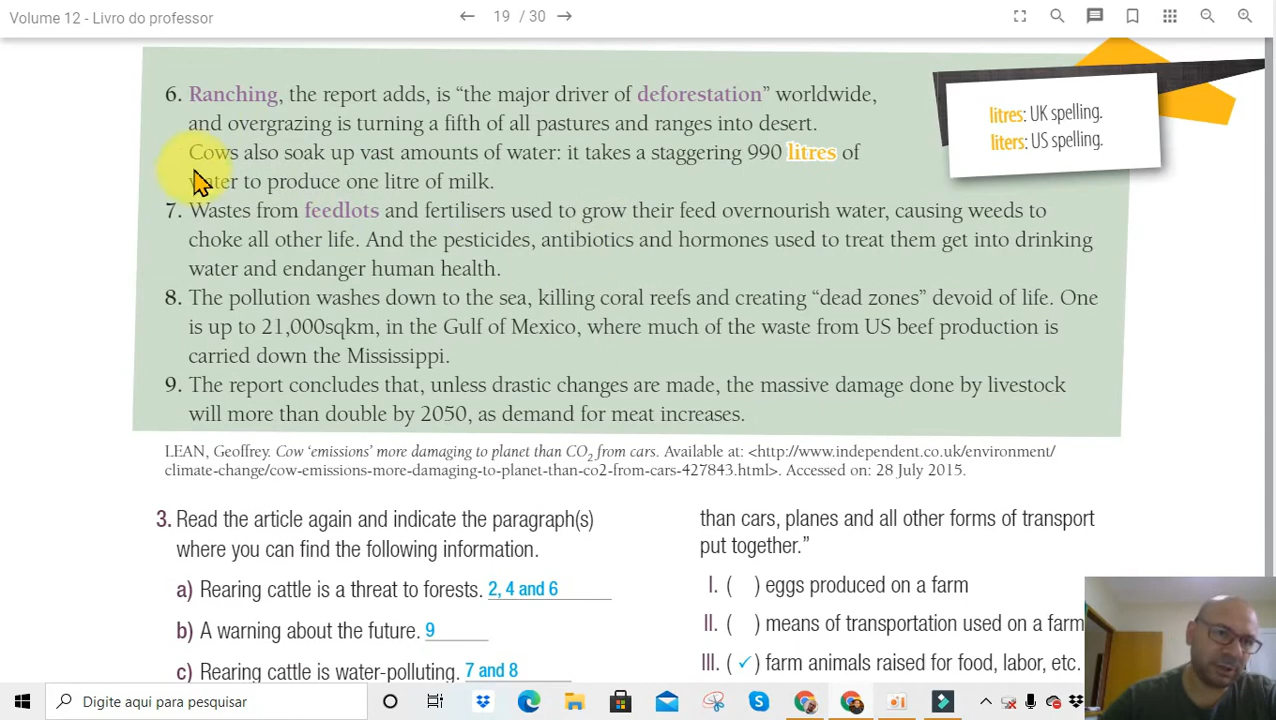 Volume 12 - Livro do professor
19 / 30
6. Ranching, the report adds, is “the major driver of deforestation” worldwide,
and overgrazing is turning a fifth of all pastures and ranges into desert.
Cows also soak up vast amounts of water: it takes a staggering 990 litres of
water to produce one litre of milk.
litres: UK spelling.
liters: US spelling.
7. Wastes from feedlots and fertilisers used to grow their feed overnourish water, causing weeds to
choke all other life. And the pesticides, antibiotics and hormones used to treat them get into drinking
water and endanger human health.
8. The pollution washes down to the sea, killing coral reefs and creating “dead zones” devoid of life. One
is up to 21,000sqkm, in the Gulf of Mexico, where much of the waste from US beef production is
carried down the Mississippi.
9. The report concludes that, unless drastic changes are made, the massive damage done by livestock
will more than double by 2050, as demand for meat increases.
LEAN, Geoffrey. Cow ‘emissions’ more damaging to planet than CO₂ from cars. Available at: <http://www.independent.co.uk/environment/
climate-change/cow-emissions-more-damaging-to-planet-than-co2-from-cars-427843.html>. Accessed on: 28 July 2015.
3. Read the article again and indicate the paragraph(s)
where you can find the following information.
a) Rearing cattle is a threat to forests. 2, 4 and 6
b) A warning about the future. 9
c) Rearing cattle is water-polluting. 7 and 8
than cars, planes and all other forms of transport
put together.”
I. ( ) eggs produced on a farm
II. ( ) means of transportation used on a farm
III. (✓) farm animals raised for food, labor, etc.
Digite aqui para pesquisar